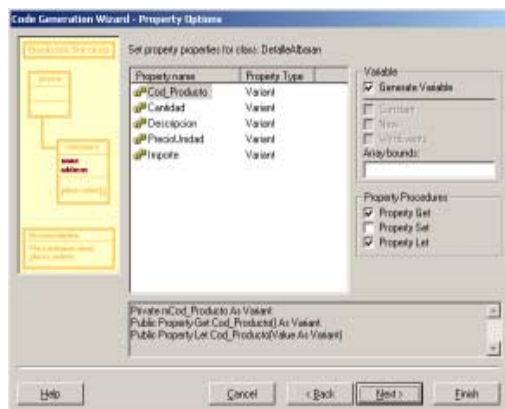 Code Generation Wizard - Property Options
Set property properties for class: DetalleAlbaran
Property name Property Type
Cod_Producto Variant
Cantidad Variant
Descripcion Variant
PrecioUnidad Variant
Importe Variant
Variable
Generate Variable
Constant
New
WithEvents
Array bounds:
Property Procedures
Property Get
Property Set
Property Let
Private mCod_Producto As Variant
Public Property Get Cod_Producto() As Variant
Public Property Let Cod_Producto(Value As Variant)
Help
Cancel
< Back
Next >
Finish